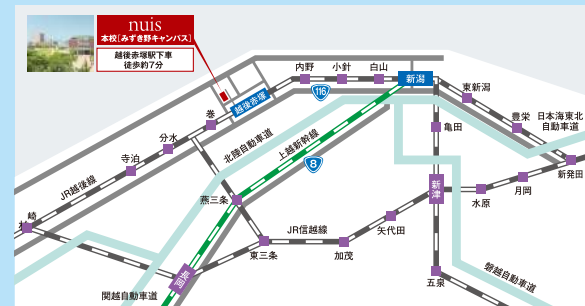 nuis
本校[みずき野キャンパス]
越後赤塚駅下車
徒歩約7分
内野
小針
白山
新潟
116
東新潟
越後赤塚
巻
豊栄
日本海東北
自動車道
亀田
分水
北陸自動車道
上越新幹線
8
寺泊
新発田
JR越後線
月岡
新津
燕三条
水原
崎
矢代田
JR信越線
東三条
加茂
長岡
五泉
磐越自動車道
関越自動車道